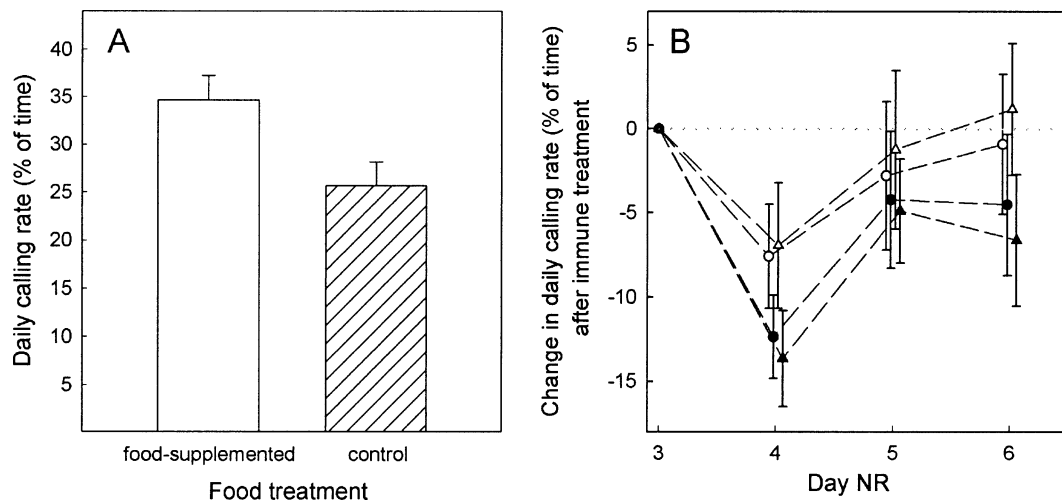 A
Daily calling rate (% of time)
40
35
30
25
20
15
10
5
food-supplemented
control
Food treatment
B
Change in daily calling rate (% of time)
after immune treatment
5
0
-5
-10
-15
3
4
5
6
Day NR